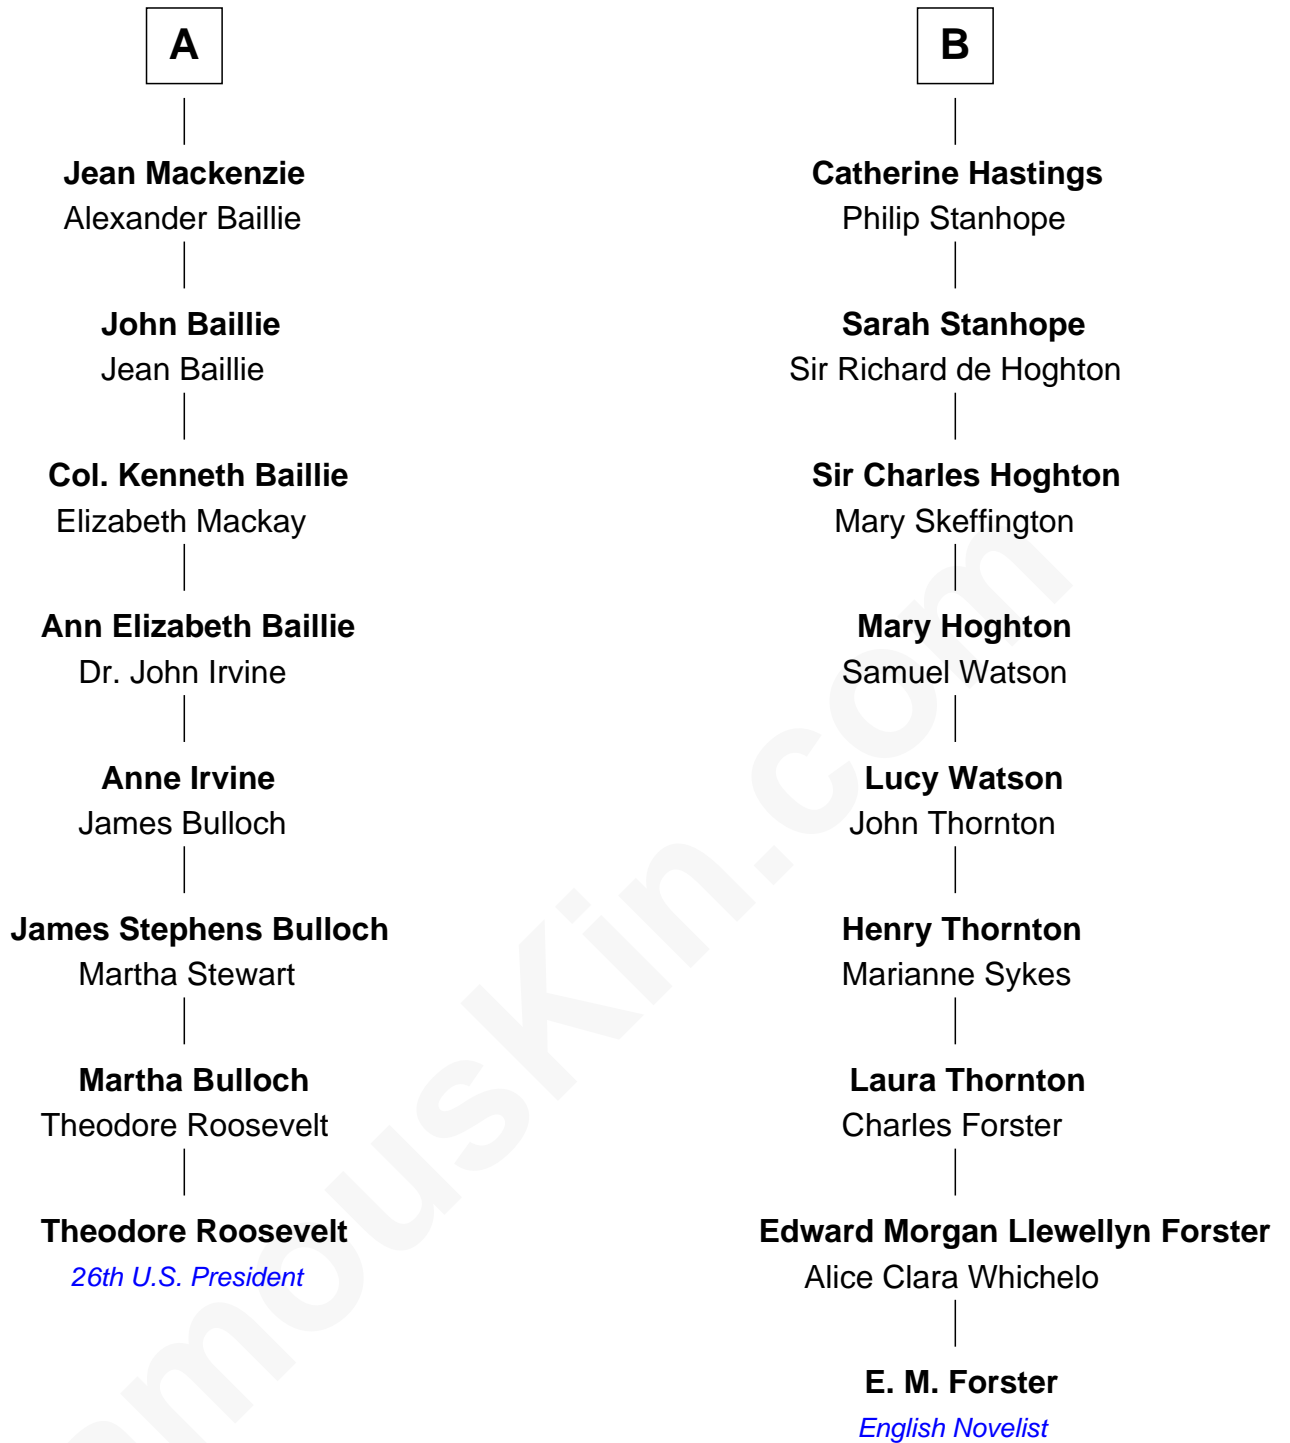 A
Jean Mackenzie
Alexander Baillie
John Baillie
Jean Baillie
Col. Kenneth Baillie
Elizabeth Mackay
Ann Elizabeth Baillie
Dr. John Irvine
Anne Irvine
James Bulloch
James Stephens Bulloch
Martha Stewart
Martha Bulloch
Theodore Roosevelt
Theodore Roosevelt
26th U.S. President
B
Catherine Hastings
Philip Stanhope
Sarah Stanhope
Sir Richard de Hoghton
Sir Charles Hoghton
Mary Skeffington
Mary Hoghton
Samuel Watson
Lucy Watson
John Thornton
Henry Thornton
Marianne Sykes
Laura Thornton
Charles Forster
Edward Morgan Llewellyn Forster
Alice Clara Whichelo
E. M. Forster
English Novelist
amousKin.com